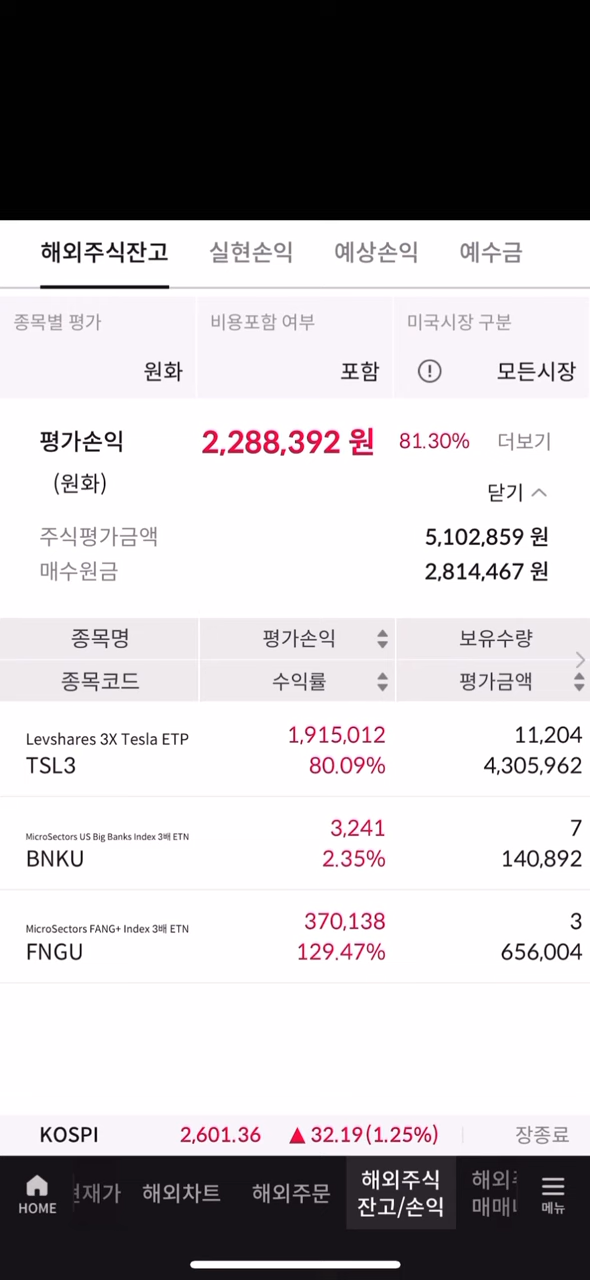 해외주식잔고 실현손익 예상손익 예수금
종목별 평가 비용포함 여부 미국시장 구분
원화 포함 모든시장
평가손익 2,288,392 원 81.30% 더보기
(원화) 닫기
주식평가금액 5,102,859 원
매수원금 2,814,467 원
종목명 평가손익 보유수량
종목코드 수익률 평가금액
Levshares 3X Tesla ETP 1,915,012 11,204
TSL3 80.09% 4,305,962
MicroSectors US Big Banks Index 3배 ETN 3,241 7
BNKU 2.35% 140,892
MicroSectors FANG+ Index 3배 ETN 370,138 3
FNGU 129.47% 656,004
KOSPI 2,601.36 ▲ 32.19(1.25%) 장종료
HOME 현재가 해외차트 해외주문 해외주식 잔고/손익 메뉴